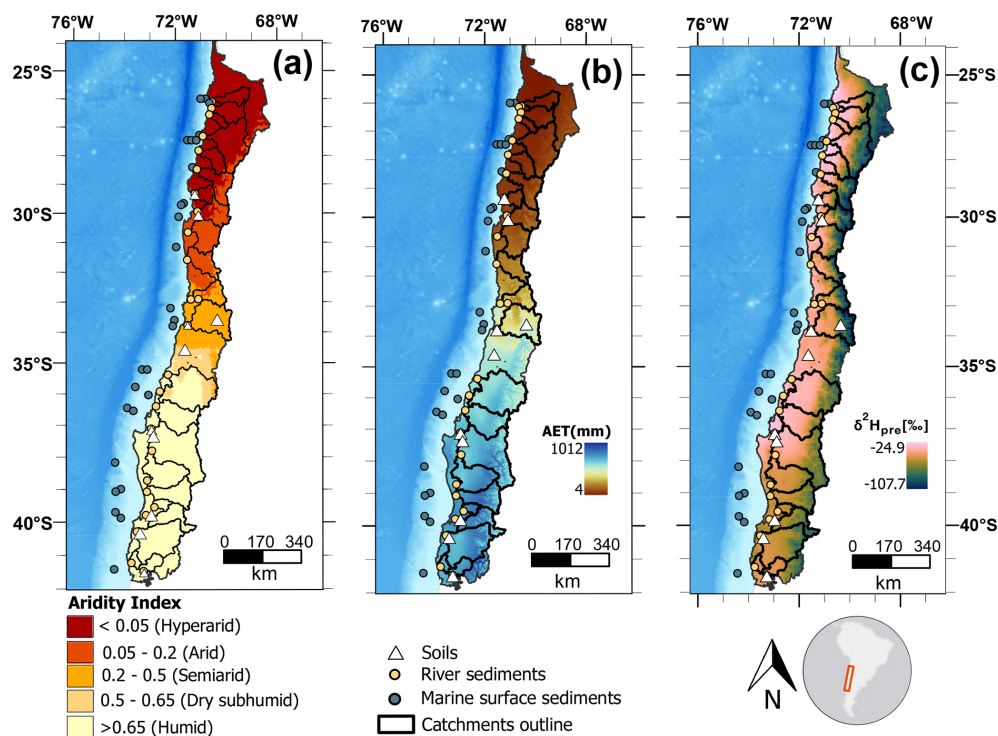 76°W 72°W 68°W
76°W 72°W 68°W
76°W 72°W 68°W
(a)
(b)
(c)
25°S
30°S
35°S
40°S
25°S
30°S
35°S
40°S
AET(mm)
1012
4
δ²Hpre[‰]
-24.9
-107.7
0 170 340
km
0 170 340
km
0 170 340
km
76°W 72°W 68°W
Aridity Index
< 0.05 (Hyperarid)
0.05 - 0.2 (Arid)
0.2 - 0.5 (Semiarid)
0.5 - 0.65 (Dry subhumid)
>0.65 (Humid)
Soils
River sediments
Marine surface sediments
Catchments outline
N